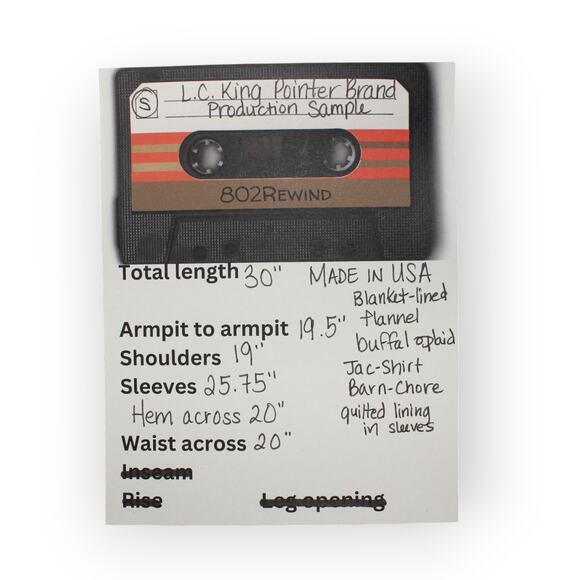 S L.C. King Pointer Brand
Production Sample
802REWIND
Total length 30" MADE IN USA
Blanket-lined
flannel
Armpit to armpit 19.5" buffalo plaid
Shoulders 19"
Jac-Shirt
Sleeves 25.75" Barn-Chore
Hem across 20" quilted lining
in sleeves
Waist across 20"
Inseam
Rise Leg opening